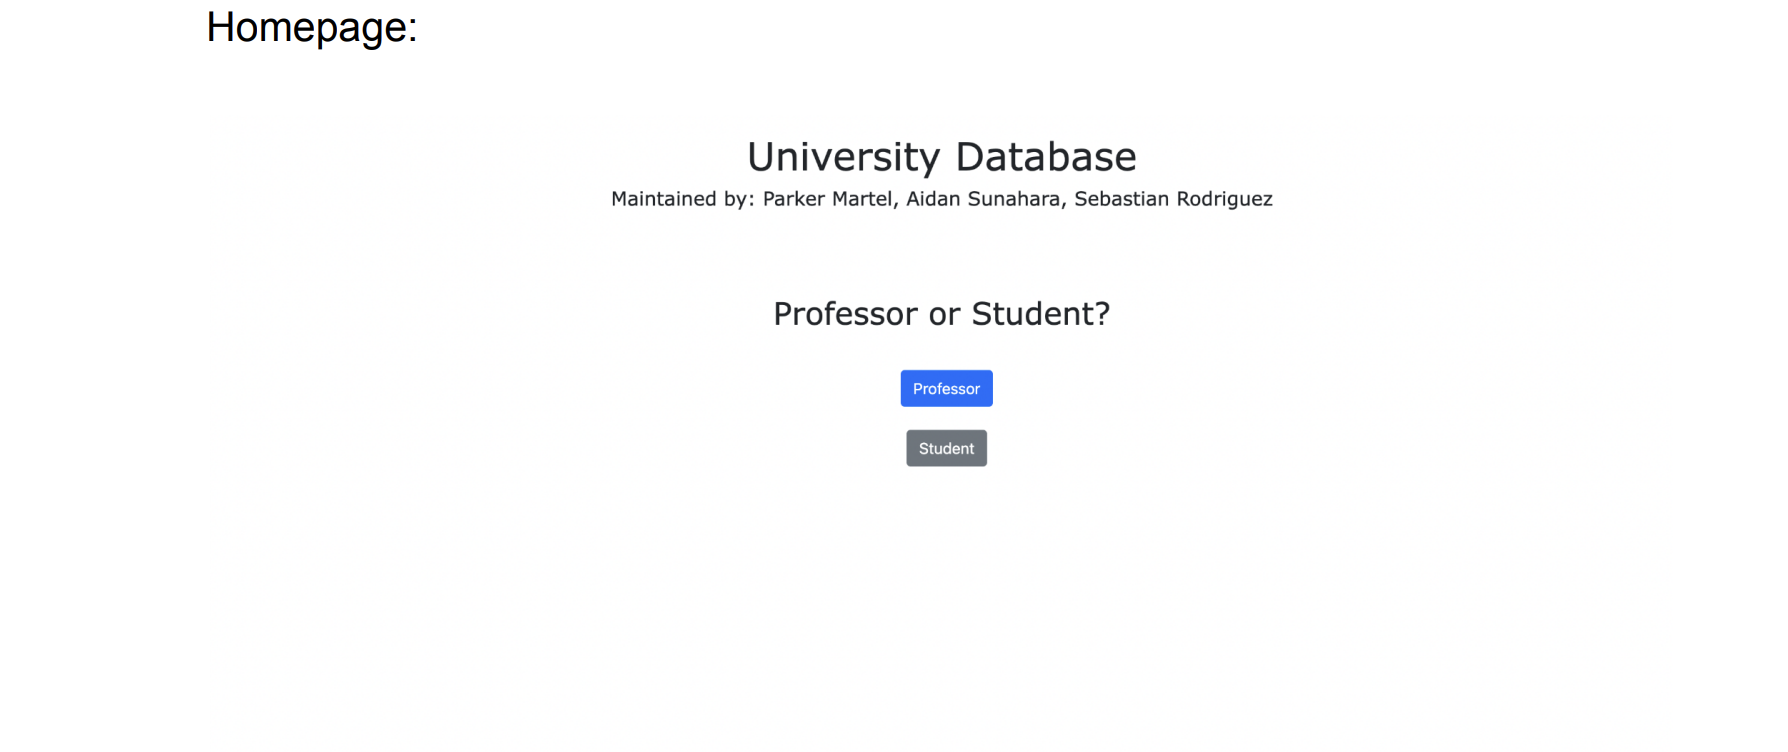 Homepage:
University Database
Maintained by: Parker Martel, Aidan Sunahara, Sebastian Rodriguez
Professor or Student?
Professor
Student